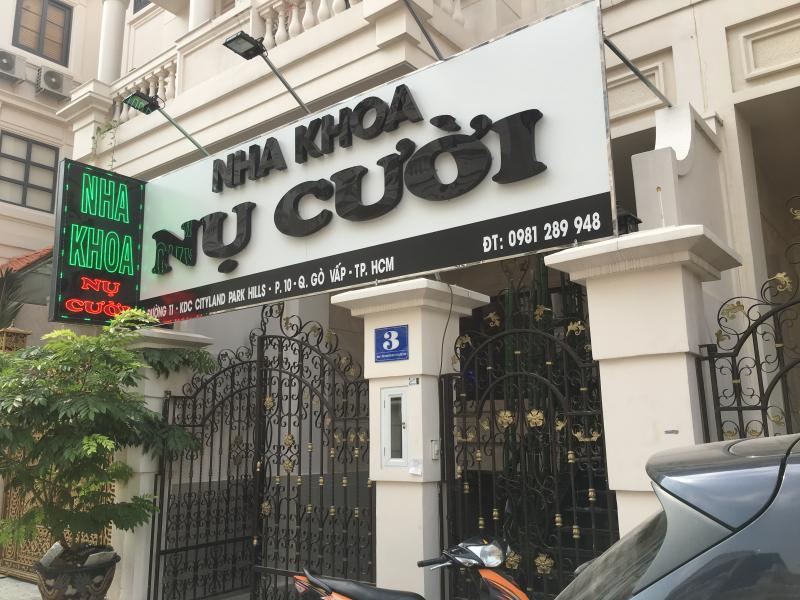 NHA KHOA
NỤ CƯỜI
ĐƯỜNG 11 - KDC CITYLAND PARK HILLS - P. 10 - Q. GÒ VẤP - TP. HCM
ĐT: 0981 289 948
NHA
KHOA
NỤ
CƯỜI
3